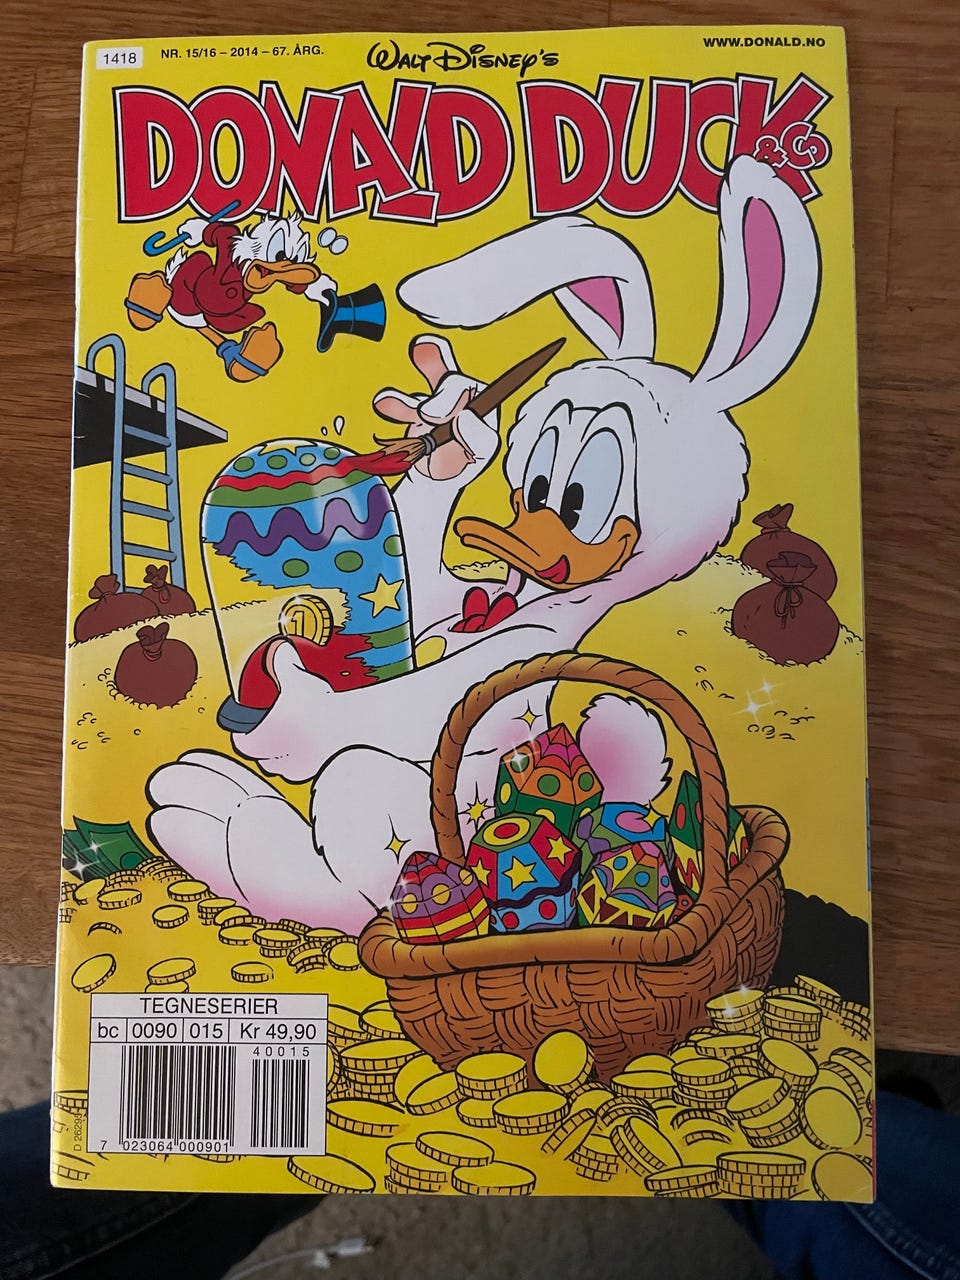 1418
NR. 15/16 – 2014 – 67. ÅRG.
WALT DISNEY'S
WWW.DONALD.NO
DONALD DUCK
&CO
1
TEGNESERIER
bc 0090 015 Kr 49,90
40015
7 023064 000901